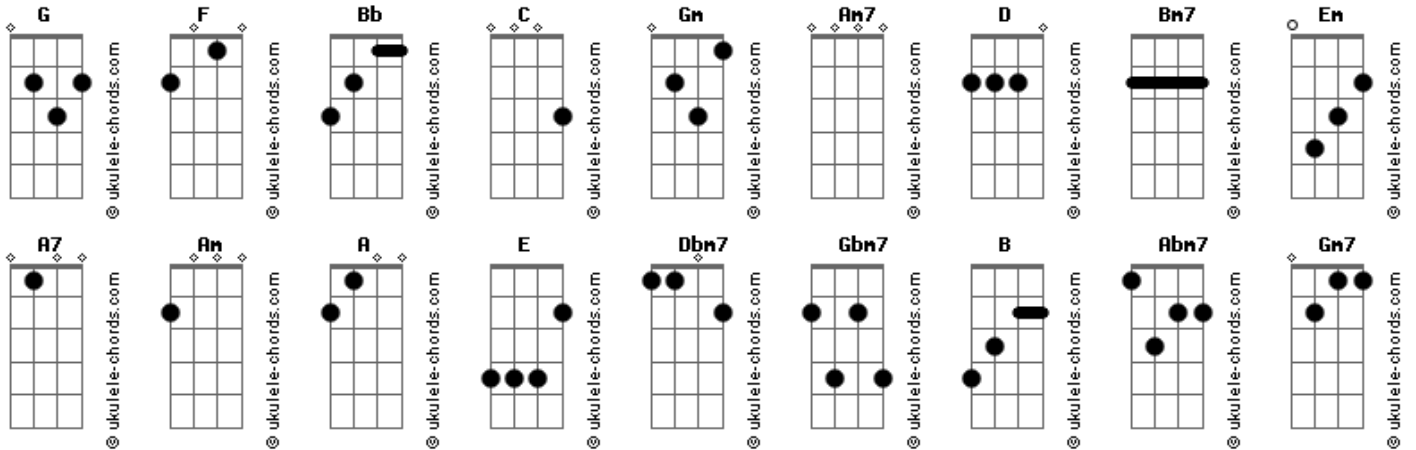 G F Bb C Gm Am7 D Bm7 Em
© ukulele-chords.com © ukulele-chords.com © ukulele-chords.com © ukulele-chords.com © ukulele-chords.com © ukulele-chords.com © ukulele-chords.com © ukulele-chords.com © ukulele-chords.com
A7 Am A E Dbm7 Gbm7 B Abm7 Gm7
© ukulele-chords.com © ukulele-chords.com © ukulele-chords.com © ukulele-chords.com © ukulele-chords.com © ukulele-chords.com © ukulele-chords.com © ukulele-chords.com © ukulele-chords.com